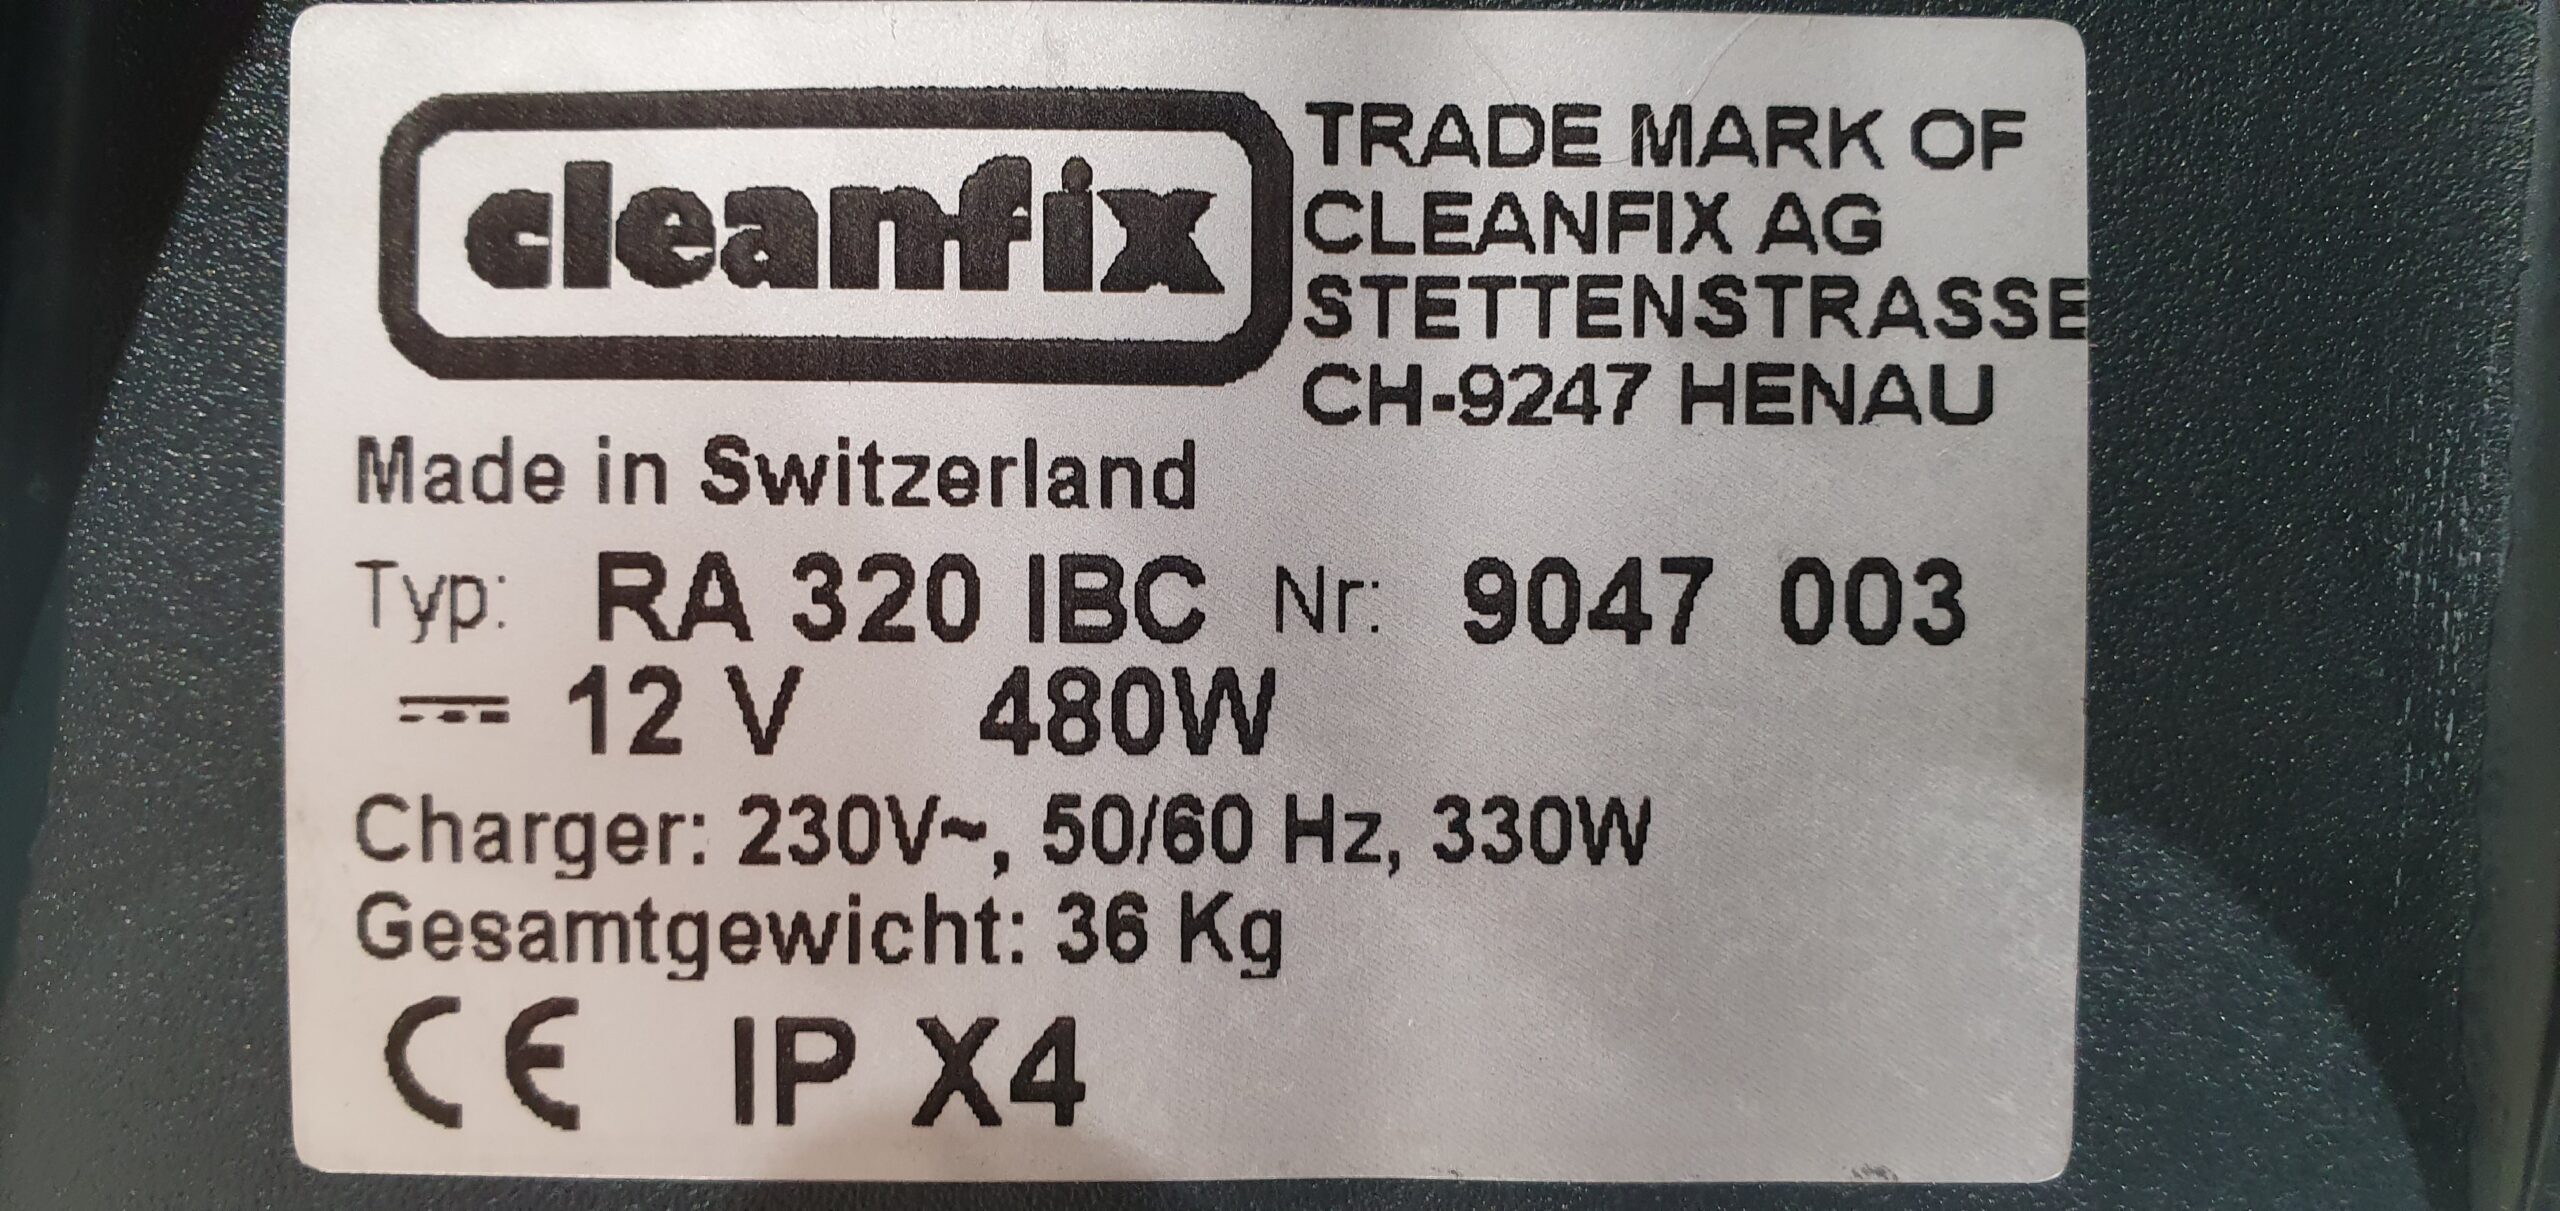 cleanfix
TRADE MARK OF
CLEANFIX AG
STETTENSTRASSE
CH-9247 HENAU
Made in Switzerland
Typ: RA 320 IBC Nr: 9047 003
⎓ 12 V 480W
Charger: 230V~, 50/60 Hz, 330W
Gesamtgewicht: 36 Kg
CE IP X4